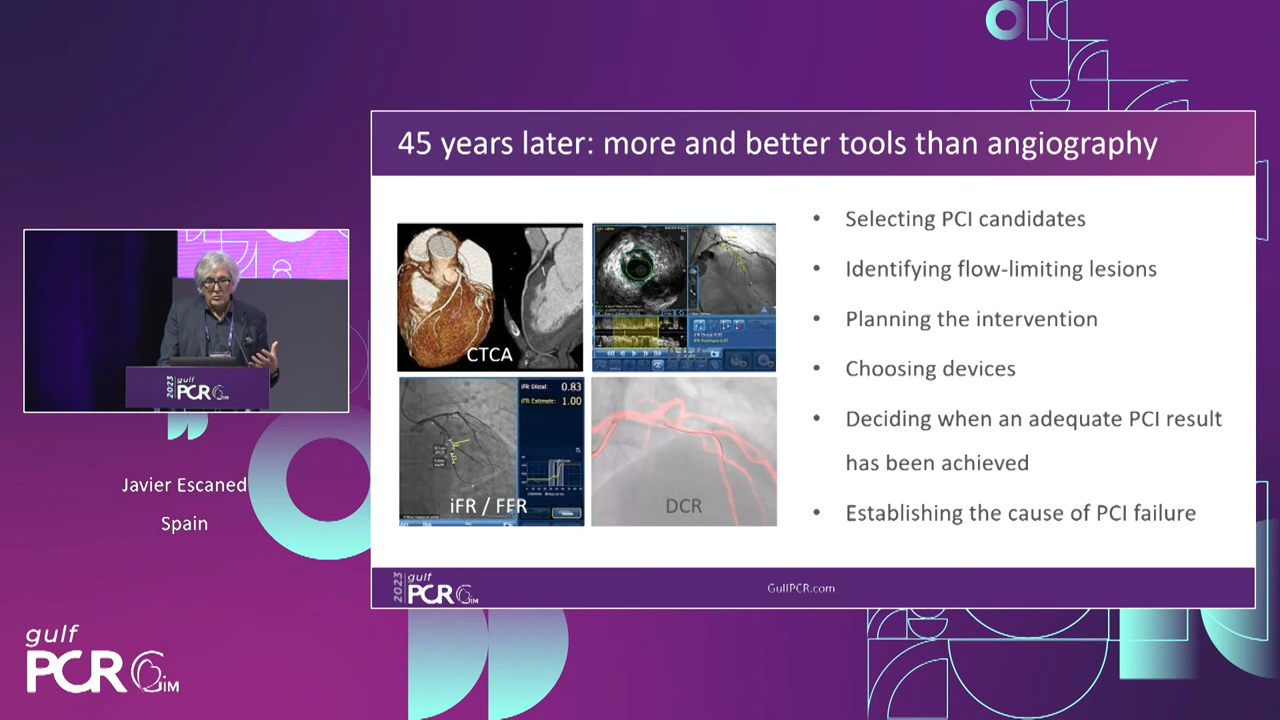 45 years later: more and better tools than angiography
CTCA
iFR Distal: 0.83
iFR Estimate: 1.00
iFR / FFR
DCR
• Selecting PCI candidates
• Identifying flow-limiting lesions
• Planning the intervention
• Choosing devices
• Deciding when an adequate PCI result
has been achieved
• Establishing the cause of PCI failure
2023 gulf PCR GIM
GulfPCR.com
2023 gulf PCR GIM
Javier Escaned
Spain
gulf
PCR GIM